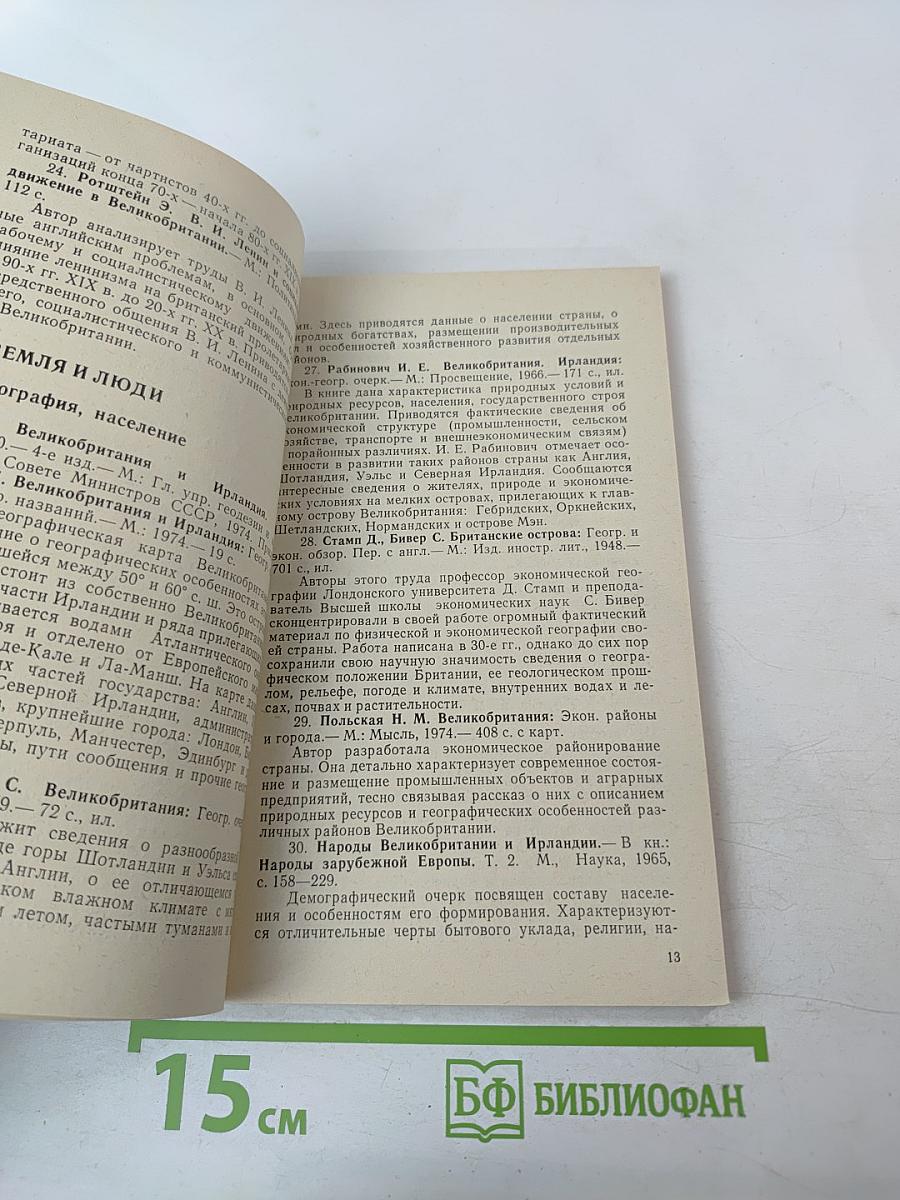 тариата — от чартистов 40-х гг. до
ганизаций конца 70-х — начала 80-х гг. XIX
24. Ротштейн Э. В. И. Ленин и
движение в Великобритании.— М.:
112 с.
Автор анализирует труды В. И.
английским проблемам, в основном
рабочему и социалистическому
влияние ленинизма на британский
90-х гг. XIX в. до 20-х гг. XX в.
общения В. И. Ленина с
социалистического и
Великобритании.
ЗЕМЛЯ И ЛЮДИ
население
Великобритания и Ирландия.
4-е изд.— М.: Гл. упр. геодезии и
Совете Министров СССР, 1974.
Великобритания и Ирландия:
названий.— М.: 1974.— 19 с.
географическая карта
о географических особенностях
между 50° и 60° с. ш. Это
стоит из собственно
части Ирландии и ряда
водами Атлантического
и отделено от Европейского
де-Кале и Ла-Манш. На карте
частей государства: Англии,
Северной Ирландии,
крупнейшие города: Лондон,
Манчестер, Эдинбург и
пути сообщения и прочие
С. Великобритания: Геогр.
72 с., ил.
сведения о
горы Шотландии и Уэльса
Англии, о ее отличающемся
влажном климате с
летом, частыми туманами и
Здесь приводятся данные о населении страны, о
природных богатствах, размещении производительных
и особенностей хозяйственного развития отдельных
районов.
27. Рабинович И. Е. Великобритания. Ирландия:
Экон.-геогр. очерк.— М.: Просвещение, 1966.— 171 с., ил.
В книге дана характеристика природных условий и
природных ресурсов, населения, государственного строя
Великобритании. Приводятся фактические сведения об
экономической структуре (промышленности, сельском
хозяйстве, транспорте и внешнеэкономическим связям)
порайонных различиях. И. Е. Рабинович отмечает осо-
бенности в развитии таких районов страны как Англия,
Шотландия, Уэльс и Северная Ирландия. Сообщаются
интересные сведения о жителях, природе и экономиче-
ских условиях на мелких островах, прилегающих к глав-
ному острову Великобритания: Гебридских, Оркнейских,
Шетландских, Нормандских и острове Мэн.
28. Стамп Д., Бивер С. Британские острова: Геогр. и
экон. обзор. Пер. с англ.— М.: Изд. иностр. лит., 1948.—
701 с., ил.
Авторы этого труда профессор экономической гео-
графии Лондонского университета Д. Стамп и препода-
ватель Высшей школы экономических наук С. Бивер
сконцентрировали в своей работе огромный фактический
материал по физической и экономической географии сво-
ей страны. Работа написана в 30-е гг., однако до сих пор
сохранили свою научную значимость сведения о геогра-
фическом положении Британии, ее геологическом прош-
лом, рельефе, погоде и климате, внутренних водах и ле-
сах, почвах и растительности.
29. Польская Н. М. Великобритания: Экон. районы
и города.— М.: Мысль, 1974.— 408 с. с карт.
Автор разработала экономическое районирование
страны. Она детально характеризует современное состоя-
ние и размещение промышленных объектов и аграрных
предприятий, тесно связывая рассказ о них с описанием
природных ресурсов и географических особенностей раз-
личных районов Великобритании.
30. Народы Великобритании и Ирландии.— В кн.:
Народы зарубежной Европы. Т. 2. М., Наука, 1965,
с. 158—229.
Демографический очерк посвящен составу населе-
ния и особенностям его формирования. Характеризуют-
ся отличительные черты бытового уклада, религии, на-
13
15 см
БФ БИБЛИОФАН